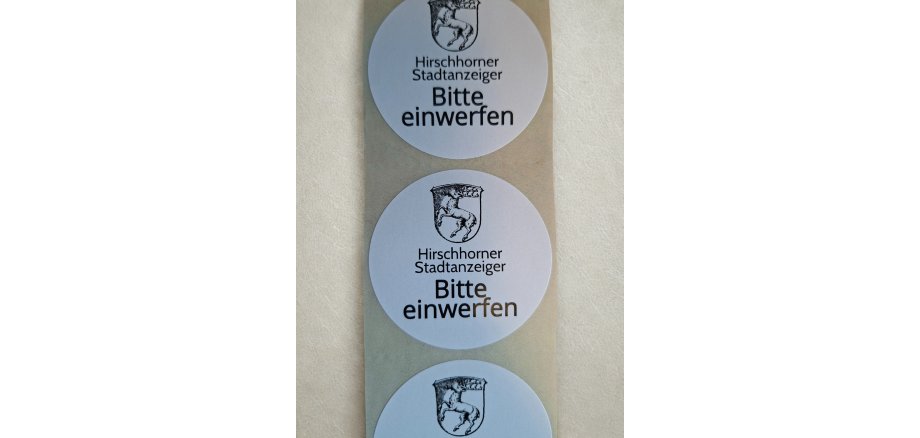 Hirschhorner
Stadtanzeiger
Bitte
einwerfen
Hirschhorner
Stadtanzeiger
Bitte
einwerfen